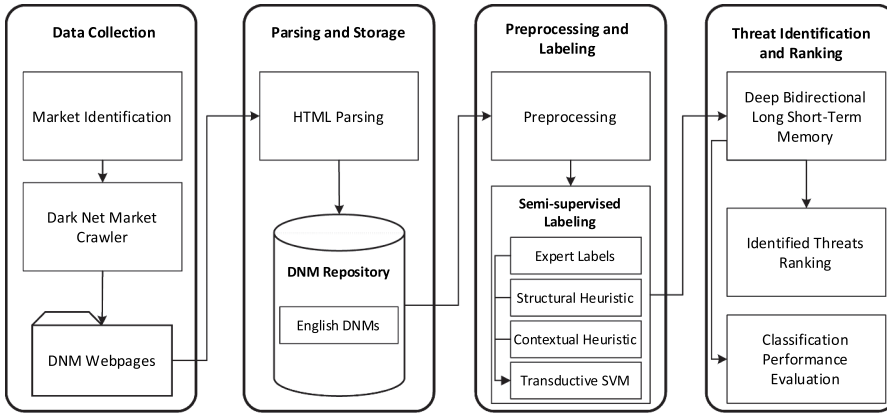 Data Collection
Market Identification
Dark Net Market
Crawler
DNM Webpages
Parsing and Storage
HTML Parsing
DNM Repository
English DNMs
Preprocessing and
Labeling
Preprocessing
Semi-supervised
Labeling
Expert Labels
Structural Heuristic
Contextual Heuristic
Transductive SVM
Threat Identification
and Ranking
Deep Bidirectional
Long Short-Term
Memory
Identified Threats
Ranking
Classification
Performance
Evaluation